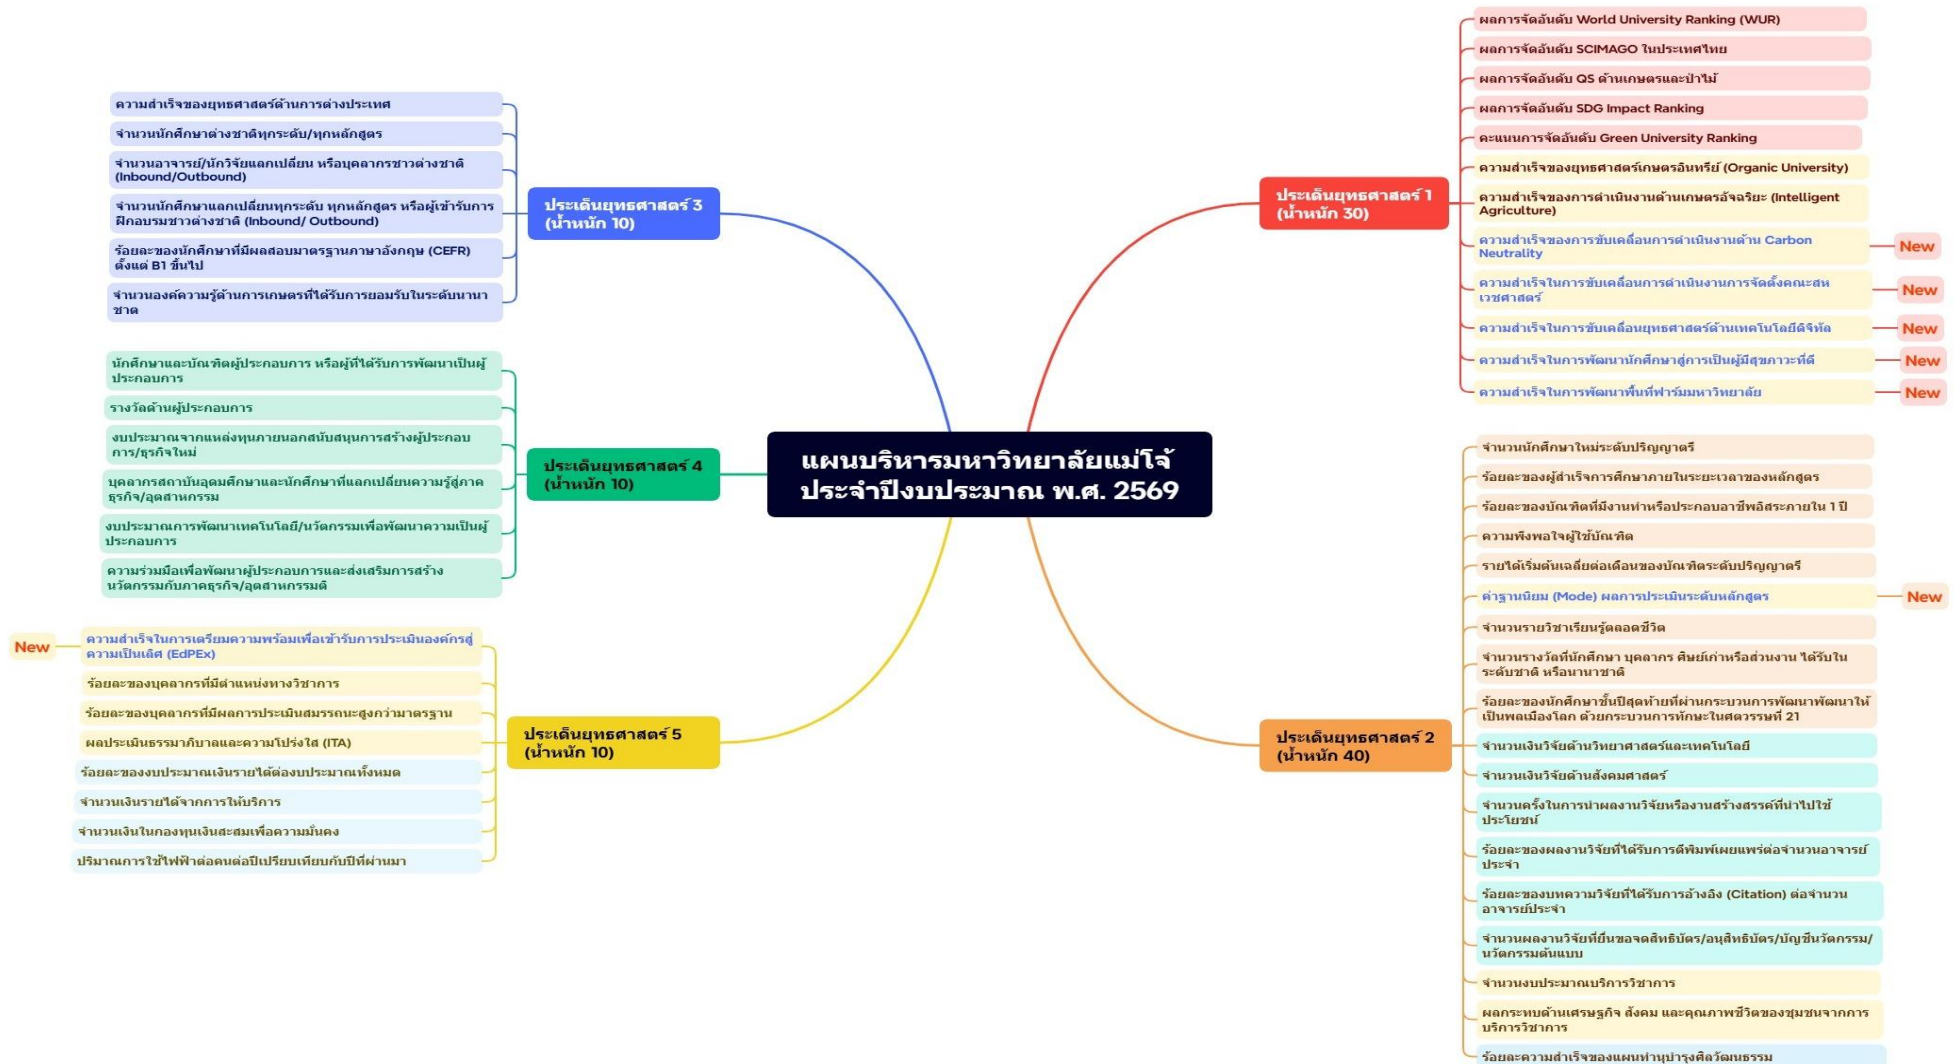 แผนบริหารมหาวิทยาลัยแม่โจ้
ประจำปีงบประมาณ พ.ศ. 2569
ประเด็นยุทธศาสตร์ 1
(น้ำหนัก 30)
ผลการจัดอันดับ World University Ranking (WUR)
ผลการจัดอันดับ SCIMAGO ในประเทศไทย
ผลการจัดอันดับ QS ด้านเกษตรและป่าไม้
ผลการจัดอันดับ SDG Impact Ranking
คะแนนการจัดอันดับ Green University Ranking
ความสำเร็จของยุทธศาสตร์เกษตรอินทรีย์ (Organic University)
ความสำเร็จของการดำเนินงานด้านเกษตรอัจฉริยะ (Intelligent
Agriculture)
ความสำเร็จของการขับเคลื่อนการดำเนินงานด้าน Carbon
Neutrality
New
ความสำเร็จในการขับเคลื่อนการดำเนินงานการจัดตั้งคณะสห
เวชศาสตร์
New
ความสำเร็จในการขับเคลื่อนยุทธศาสตร์ด้านเทคโนโลยีดิจิทัล
New
ความสำเร็จในการพัฒนานักศึกษาสู่การเป็นผู้มีสุขภาวะที่ดี
New
ความสำเร็จในการพัฒนาพื้นที่ฟาร์มมหาวิทยาลัย
New
ประเด็นยุทธศาสตร์ 2
(น้ำหนัก 40)
จำนวนนักศึกษาใหม่ระดับปริญญาตรี
ร้อยละของผู้สำเร็จการศึกษาภายในระยะเวลาของหลักสูตร
ร้อยละของบัณฑิตที่มีงานทำหรือประกอบอาชีพอิสระภายใน 1 ปี
ความพึงพอใจผู้ใช้บัณฑิต
รายได้เริ่มต้นเฉลี่ยต่อเดือนของบัณฑิตระดับปริญญาตรี
ค่าฐานนิยม (Mode) ผลการประเมินระดับหลักสูตร
New
จำนวนรายวิชาเรียนรู้ตลอดชีวิต
จำนวนรางวัลที่นักศึกษา บุคลากร ศิษย์เก่าหรือส่วนงาน ได้รับใน
ระดับชาติ หรือนานาชาติ
ร้อยละของนักศึกษาชั้นปีสุดท้ายที่ผ่านกระบวนการพัฒนาพัฒนาให้
เป็นพลเมืองโลก ด้วยกระบวนการทักษะในศตวรรษที่ 21
จำนวนเงินวิจัยด้านวิทยาศาสตร์และเทคโนโลยี
จำนวนเงินวิจัยด้านสังคมศาสตร์
จำนวนครั้งในการนำผลงานวิจัยหรืองานสร้างสรรค์ที่นำไปใช้
ประโยชน์
ร้อยละของผลงานวิจัยที่ได้รับการตีพิมพ์เผยแพร่ต่อจำนวนอาจารย์
ประจำ
ร้อยละของบทความวิจัยที่ได้รับการอ้างอิง (Citation) ต่อจำนวน
อาจารย์ประจำ
จำนวนผลงานวิจัยที่ยื่นขอจดสิทธิบัตร/อนุสิทธิบัตร/บัญชีนวัตกรรม/
นวัตกรรมต้นแบบ
จำนวนงบประมาณบริการวิชาการ
ผลกระทบด้านเศรษฐกิจ สังคม และคุณภาพชีวิตของชุมชนจากการ
บริการวิชาการ
ร้อยละความสำเร็จของแผนทำนุบำรุงศิลวัฒนธรรม
ประเด็นยุทธศาสตร์ 3
(น้ำหนัก 10)
ความสำเร็จของยุทธศาสตร์ด้านการต่างประเทศ
จำนวนนักศึกษาต่างชาติทุกระดับ/ทุกหลักสูตร
จำนวนอาจารย์/นักวิจัยแลกเปลี่ยน หรือบุคลากรชาวต่างชาติ
(Inbound/Outbound)
จำนวนนักศึกษาแลกเปลี่ยนทุกระดับ ทุกหลักสูตร หรือผู้เข้ารับการ
ฝึกอบรมชาวต่างชาติ (Inbound/ Outbound)
ร้อยละของนักศึกษาที่มีผลสอบมาตรฐานภาษาอังกฤษ (CEFR)
ตั้งแต่ B1 ขึ้นไป
จำนวนองค์ความรู้ด้านการเกษตรที่ได้รับการยอมรับในระดับนานา
ชาต
ประเด็นยุทธศาสตร์ 4
(น้ำหนัก 10)
นักศึกษาและบัณฑิตผู้ประกอบการ หรือผู้ที่ได้รับการพัฒนาเป็นผู้
ประกอบการ
รางวัลด้านผู้ประกอบการ
งบประมาณจากแหล่งทุนภายนอกสนับสนุนการสร้างผู้ประกอบ
การ/ธุรกิจใหม่
บุคลากรสถาบันอุดมศึกษาและนักศึกษาที่แลกเปลี่ยนความรู้สู่ภาค
ธุรกิจ/อุตสาหกรรม
งบประมาณการพัฒนาเทคโนโลยี/นวัตกรรมเพื่อพัฒนาความเป็นผู้
ประกอบการ
ความร่วมมือเพื่อพัฒนาผู้ประกอบการและส่งเสริมการสร้าง
นวัตกรรมกับภาคธุรกิจ/อุตสาหกรรมดิ
ประเด็นยุทธศาสตร์ 5
(น้ำหนัก 10)
New
ความสำเร็จในการเตรียมความพร้อมเพื่อเข้ารับการประเมินองค์กรสู่
ความเป็นเลิศ (EdPEx)
ร้อยละของบุคลากรที่มีตำแหน่งทางวิชาการ
ร้อยละของบุคลากรที่มีผลการประเมินสมรรถนะสูงกว่ามาตรฐาน
ผลประเมินธรรมาภิบาลและความโปร่งใส (ITA)
ร้อยละของงบประมาณเงินรายได้ต่องบประมาณทั้งหมด
จำนวนเงินรายได้จากการให้บริการ
จำนวนเงินในกองทุนเงินสะสมเพื่อความมั่นคง
ปริมาณการใช้ไฟฟ้าต่อคนต่อปีเปรียบเทียบกับปีที่ผ่านมา